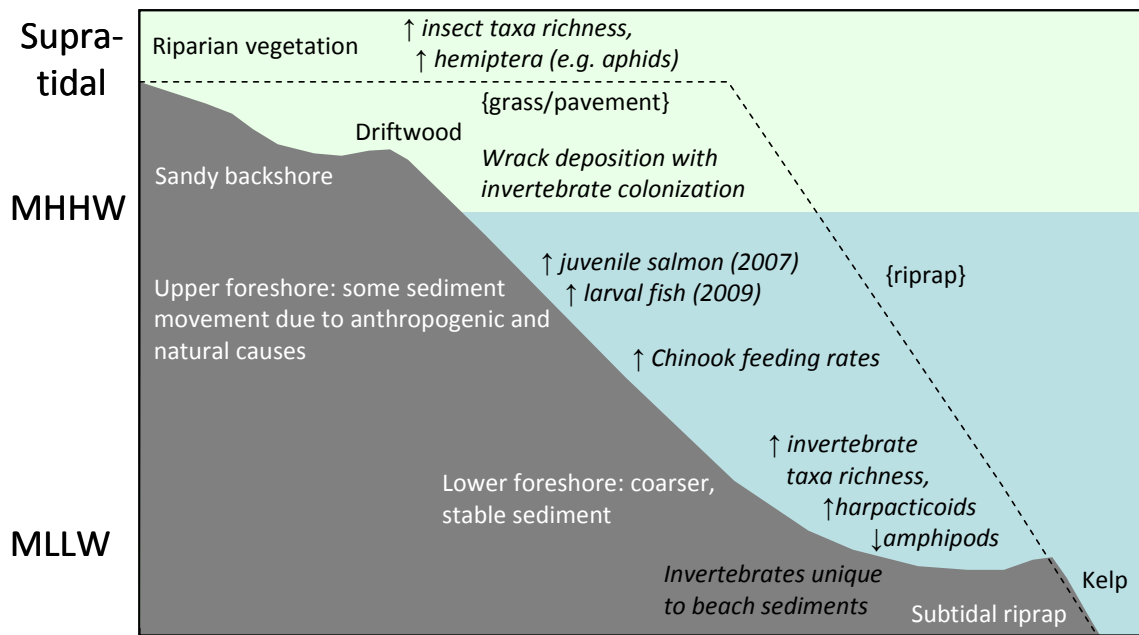 Supra-
tidal
Riparian vegetation
↑ insect taxa richness,
↑ hemiptera (e.g. aphids)
{grass/pavement}
Driftwood
Sandy backshore
Wrack deposition with
invertebrate colonization
MHHW
↑ juvenile salmon (2007)
↑ larval fish (2009)
{riprap}
Upper foreshore: some sediment
movement due to anthropogenic and
natural causes
↑ Chinook feeding rates
↑ invertebrate
taxa richness,
↑harpacticoids
↓amphipods
Lower foreshore: coarser,
stable sediment
MLLW
Invertebrates unique
to beach sediments
Kelp
Subtidal riprap